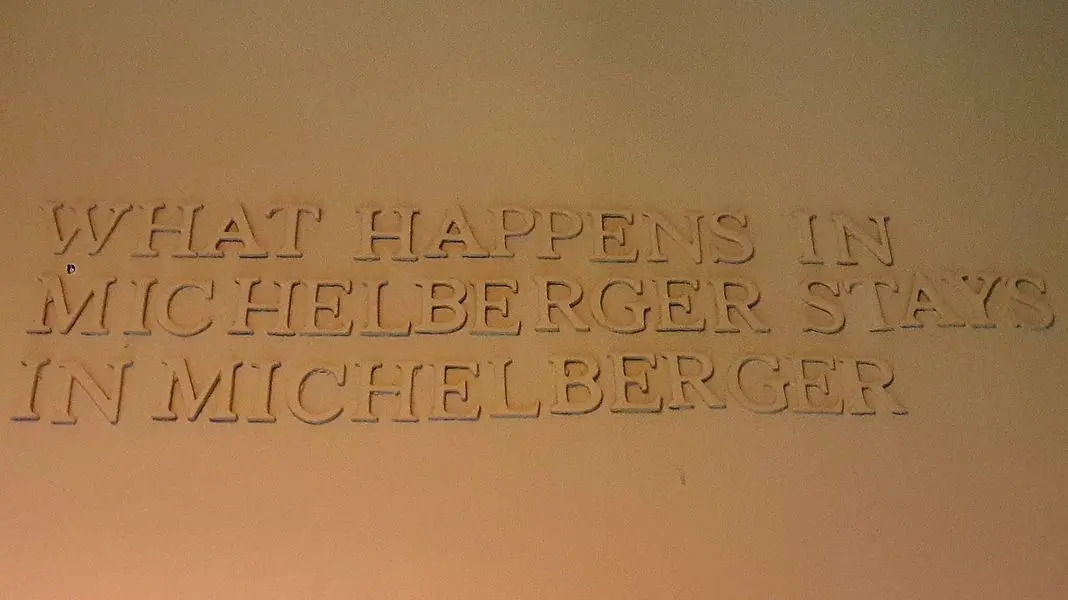 WHAT HAPPENS IN
MICHELBERGER STAYS
IN MICHELBERGER